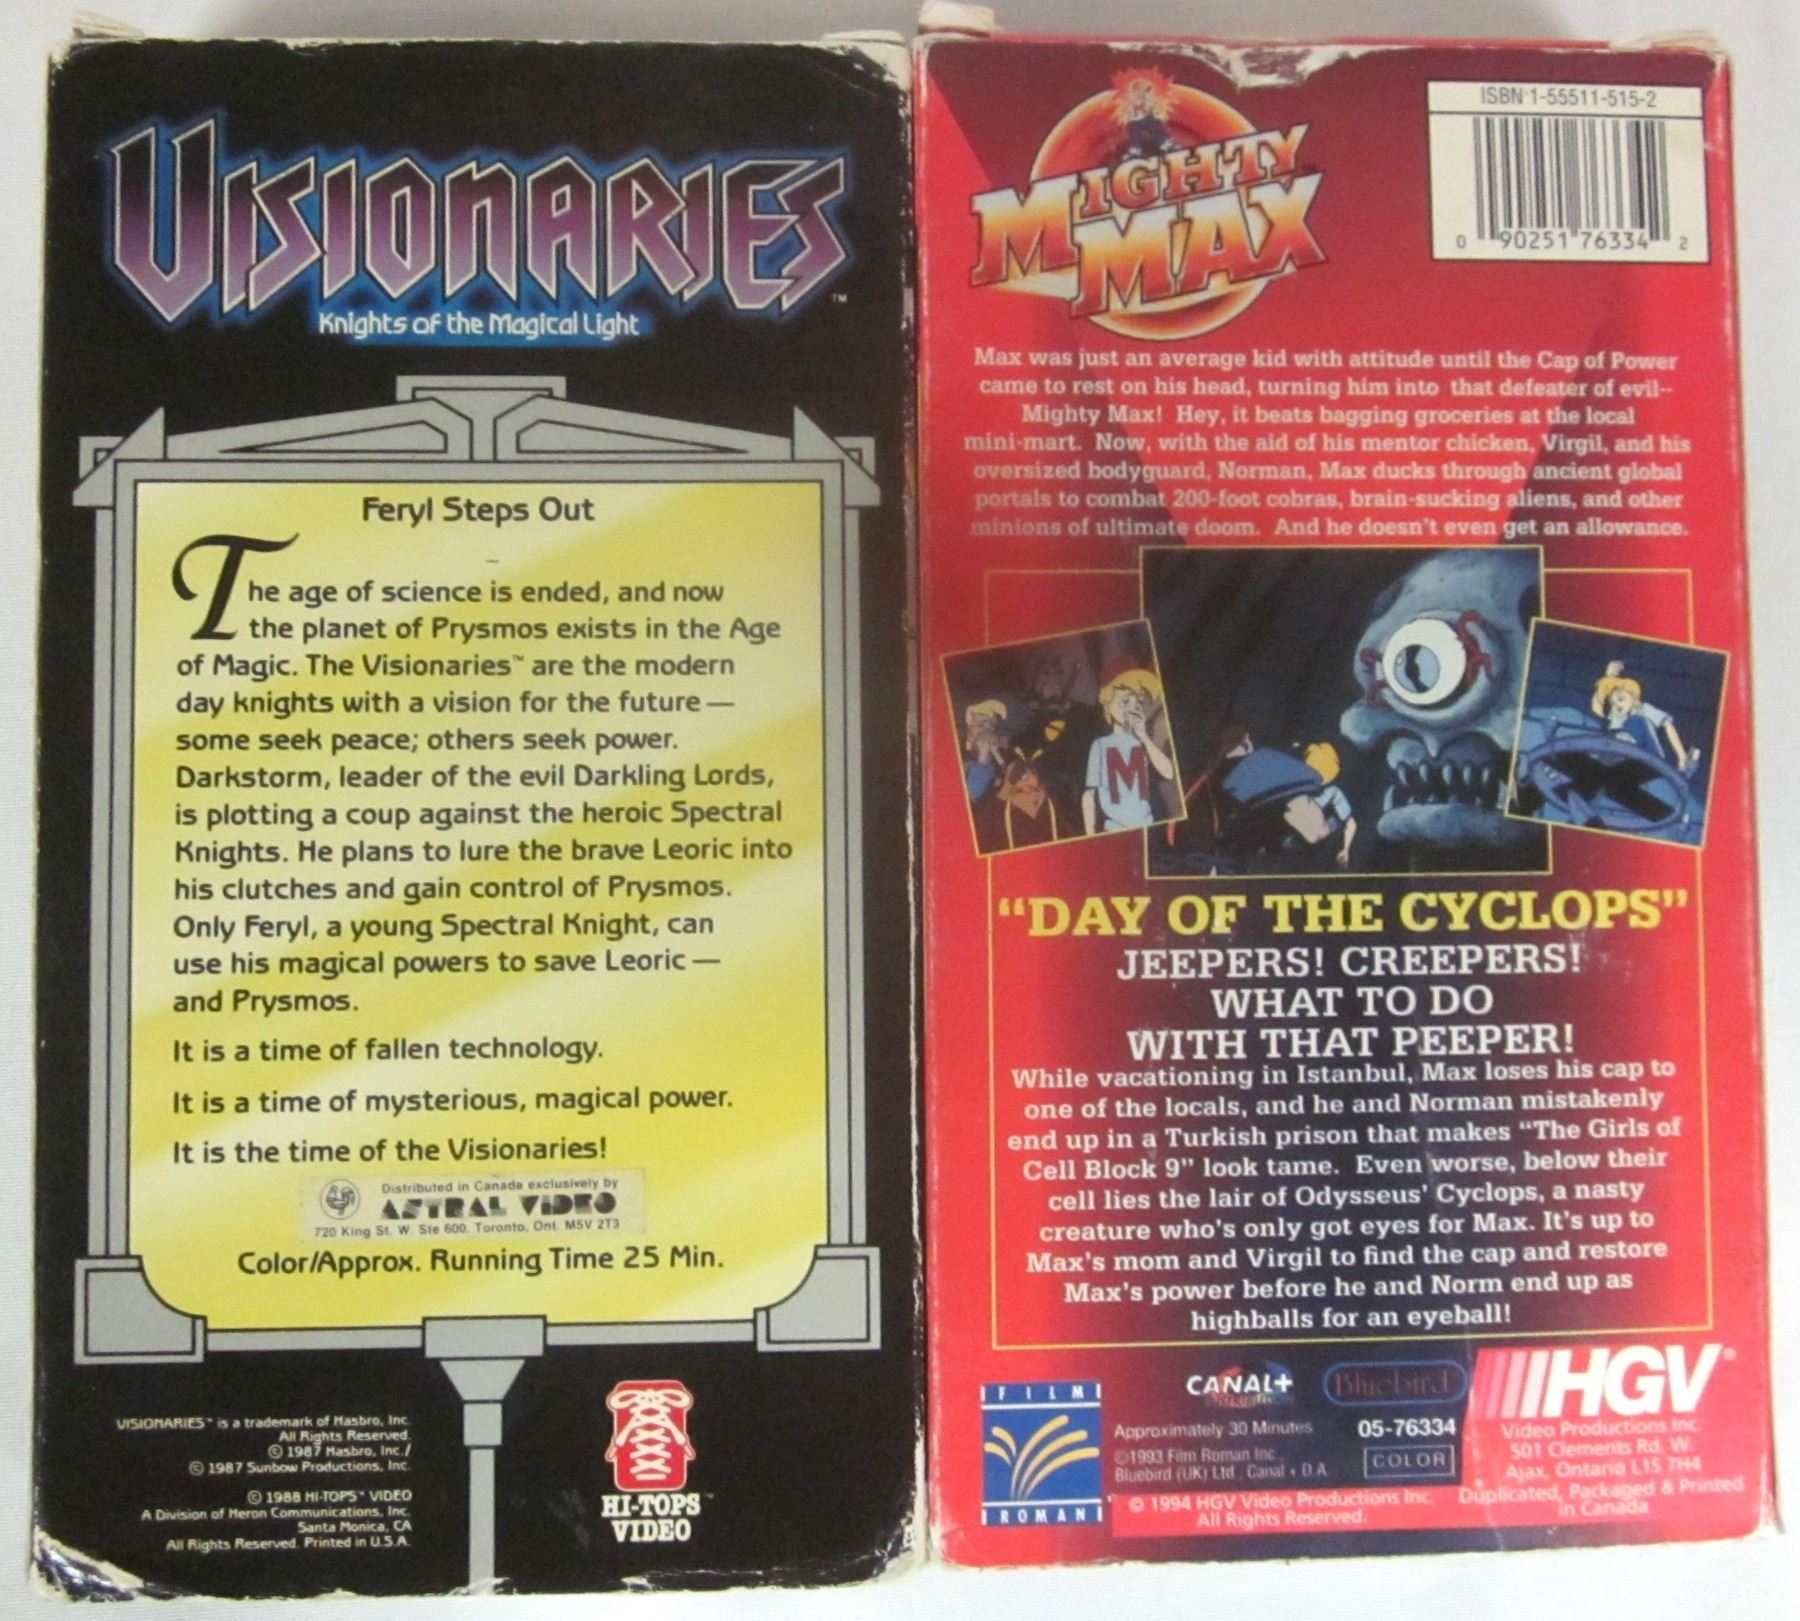 VISIONARIES™
Knights of the Magical Light
Feryl Steps Out
The age of science is ended, and now
the planet of Prysmos exists in the Age
of Magic. The Visionaries™ are the modern
day knights with a vision for the future —
some seek peace; others seek power.
Darkstorm, leader of the evil Darkling Lords,
is plotting a coup against the heroic Spectral
Knights. He plans to lure the brave Leoric into
his clutches and gain control of Prysmos.
Only Feryl, a young Spectral Knight, can
use his magical powers to save Leoric —
and Prysmos.
It is a time of fallen technology.
It is a time of mysterious, magical power.
It is the time of the Visionaries!
Distributed in Canada exclusively by
ASTRAL VIDEO
720 King St. W. Ste 600, Toronto, Ont. M5V 2T3
Color/Approx. Running Time 25 Min.
VISIONARIES™ is a trademark of Hasbro, Inc.
All Rights Reserved.
© 1987 Hasbro, Inc./
© 1987 Sunbow Productions, Inc.
© 1988 HI-TOPS™ VIDEO
A Division of Heron Communications, Inc.
Santa Monica, CA
All Rights Reserved. Printed in U.S.A.
HI-TOPS™
VIDEO
MIGHTY
MAX
ISBN 1-55511-515-2
0 90251 76334 2
Max was just an average kid with attitude until the Cap of Power
came to rest on his head, turning him into that defeater of evil--
Mighty Max! Hey, it beats bagging groceries at the local
mini-mart. Now, with the aid of his mentor chicken, Virgil, and his
oversized bodyguard, Norman, Max ducks through ancient global
portals to combat 200-foot cobras, brain-sucking aliens, and other
minions of ultimate doom. And he doesn't even get an allowance.
M
"DAY OF THE CYCLOPS"
JEEPERS! CREEPERS!
WHAT TO DO
WITH THAT PEEPER!
While vacationing in Istanbul, Max loses his cap to
one of the locals, and he and Norman mistakenly
end up in a Turkish prison that makes "The Girls of
Cell Block 9" look tame. Even worse, below their
cell lies the lair of Odysseus' Cyclops, a nasty
creature who's only got eyes for Max. It's up to
Max's mom and Virgil to find the cap and restore
Max's power before he and Norm end up as
highballs for an eyeball!
FILM
ROMAN
CANAL+
Bluebird
Approximately 30 Minutes
05-76334
©1993 Film Roman Inc.
Bluebird (UK) Ltd. Canal + D.A.
COLOR
© 1994 HGV Video Productions Inc.
All Rights Reserved.
HGV®
Video Productions Inc.
501 Clements Rd. W.
Ajax, Ontario L1S 7H4
Duplicated, Packaged & Printed
in Canada